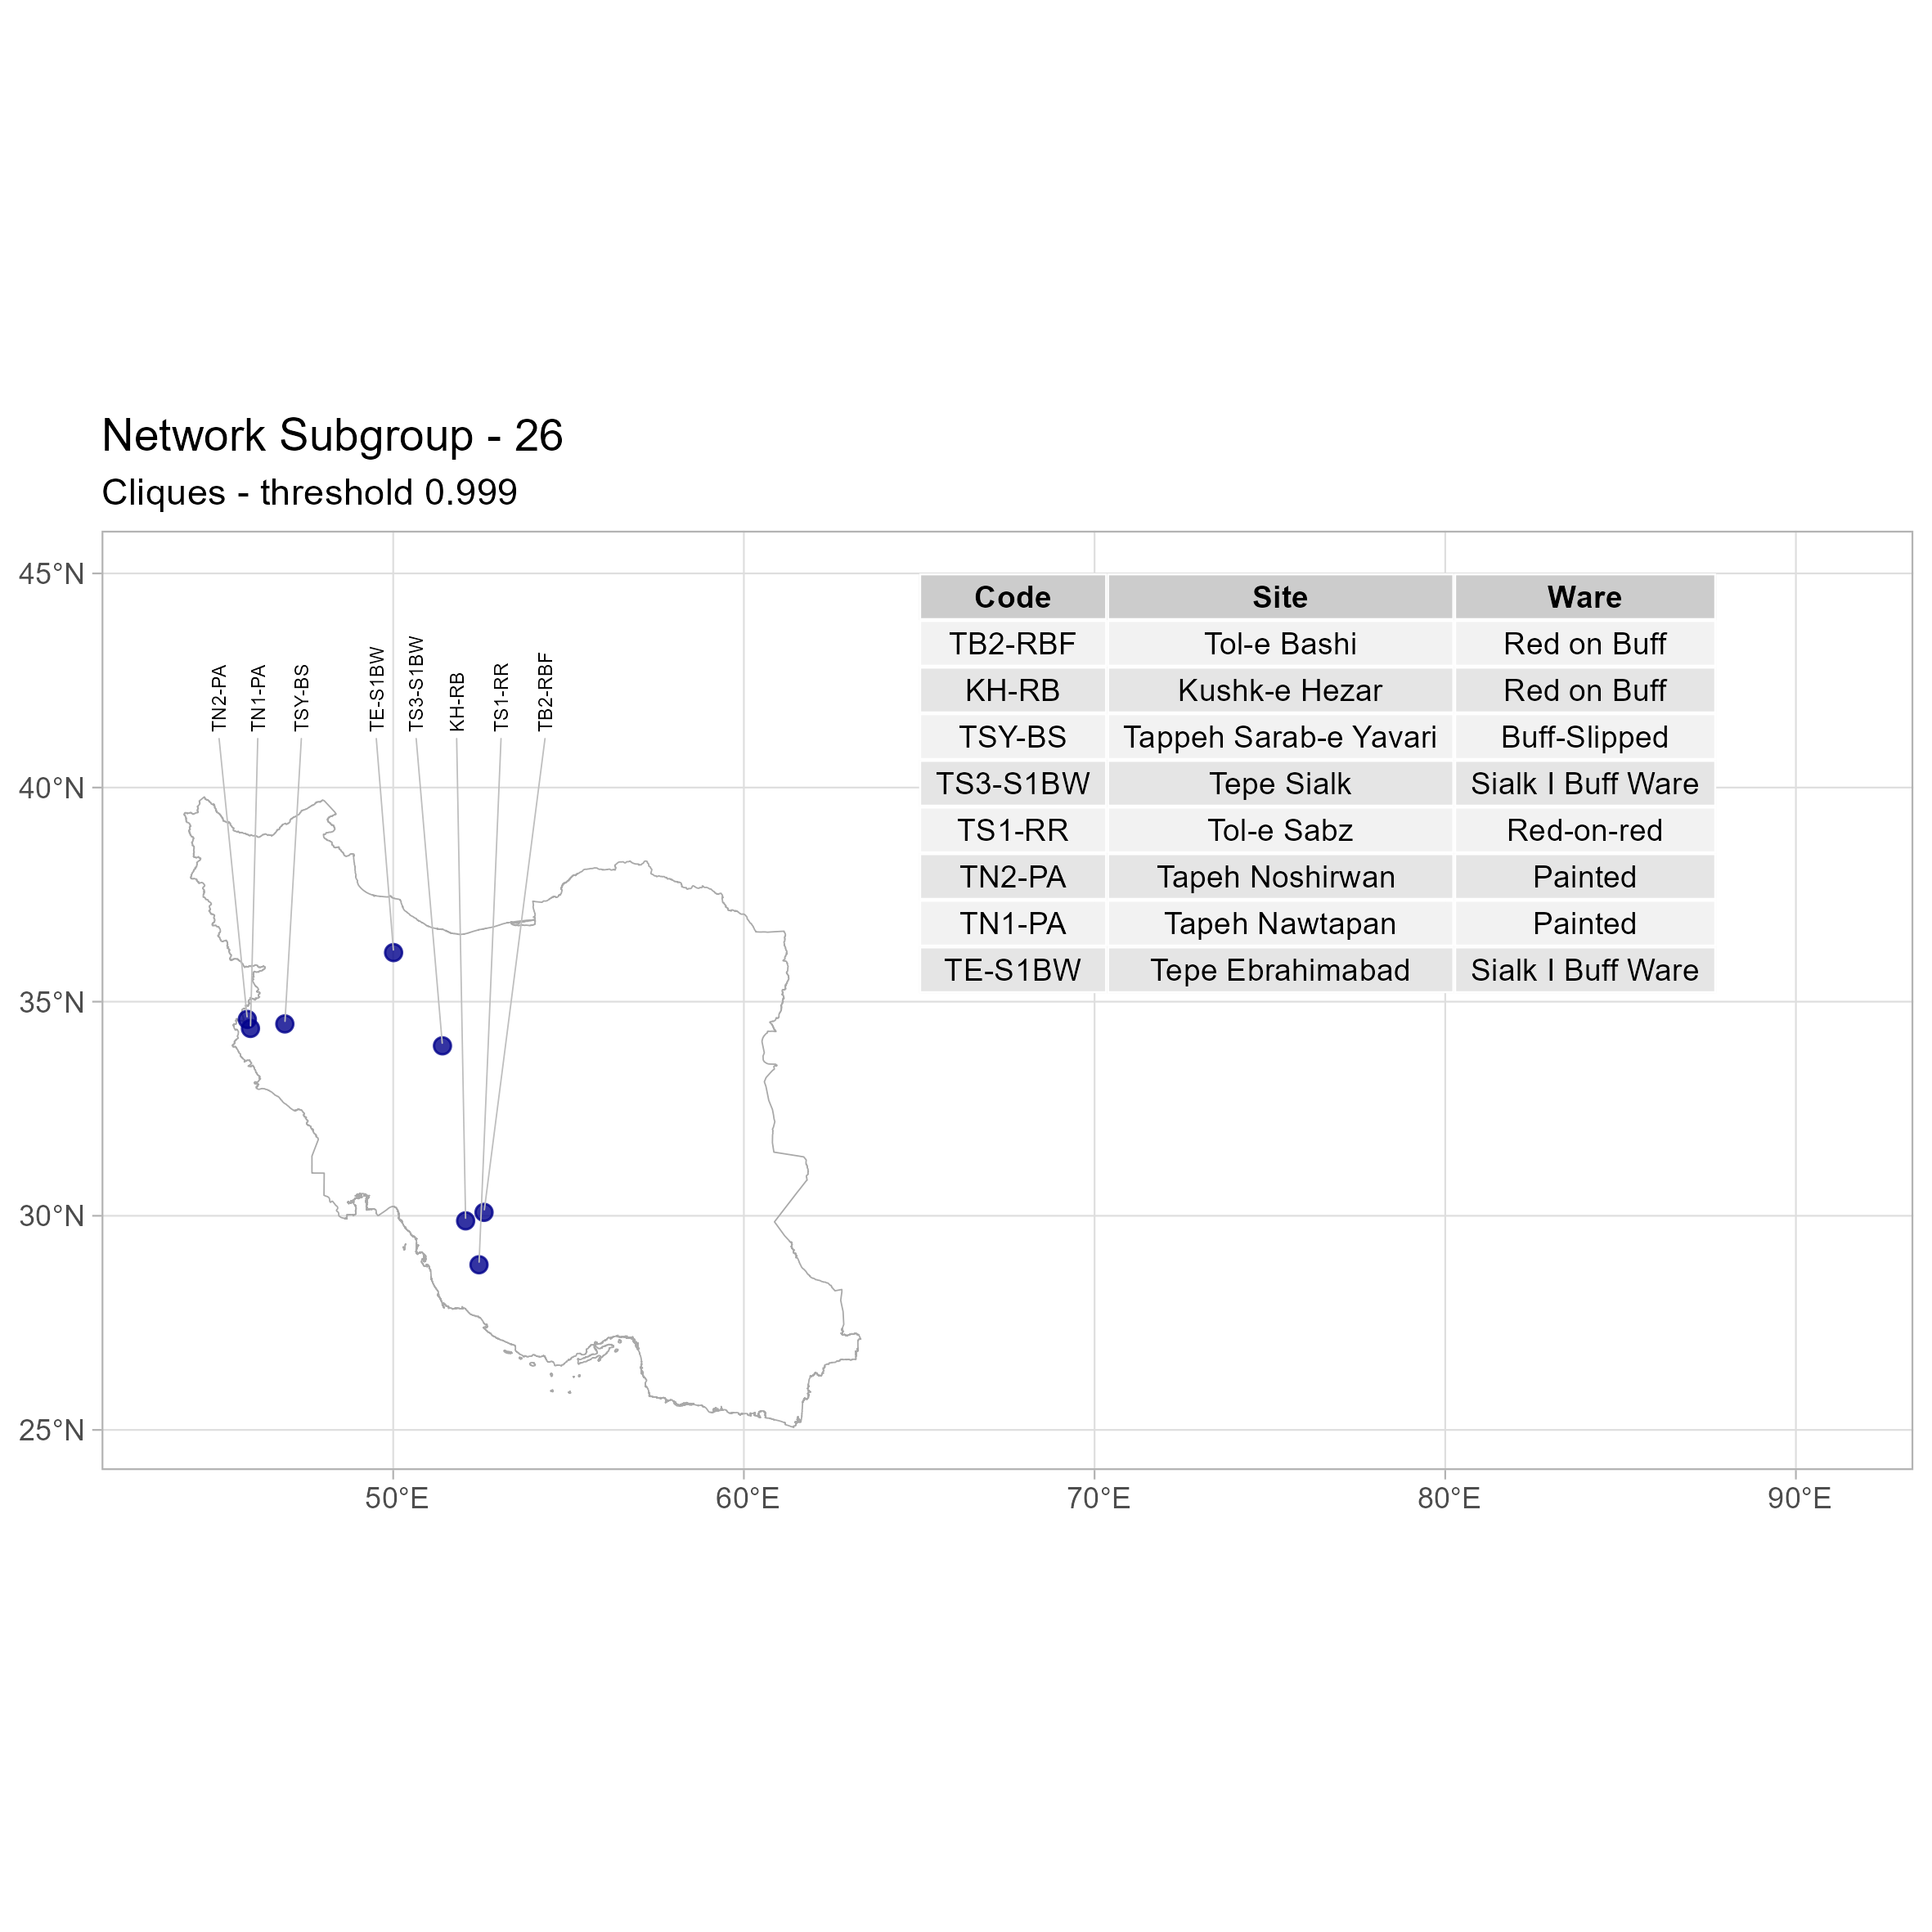 Network Subgroup - 26
Cliques - threshold 0.999
45°N
40°N
35°N
30°N
25°N
50°E
60°E
70°E
80°E
90°E
TN2-PA
TN1-PA
TSY-BS
TE-S1BW
TS3-S1BW
KH-RB
TS1-RR
TB2-RBF
Code Site Ware
TB2-RBF Tol-e Bashi Red on Buff
KH-RB Kushk-e Hezar Red on Buff
TSY-BS Tappeh Sarab-e Yavari Buff-Slipped
TS3-S1BW Tepe Sialk Sialk I Buff Ware
TS1-RR Tol-e Sabz Red-on-red
TN2-PA Tapeh Noshirwan Painted
TN1-PA Tapeh Nawtapan Painted
TE-S1BW Tepe Ebrahimabad Sialk I Buff Ware